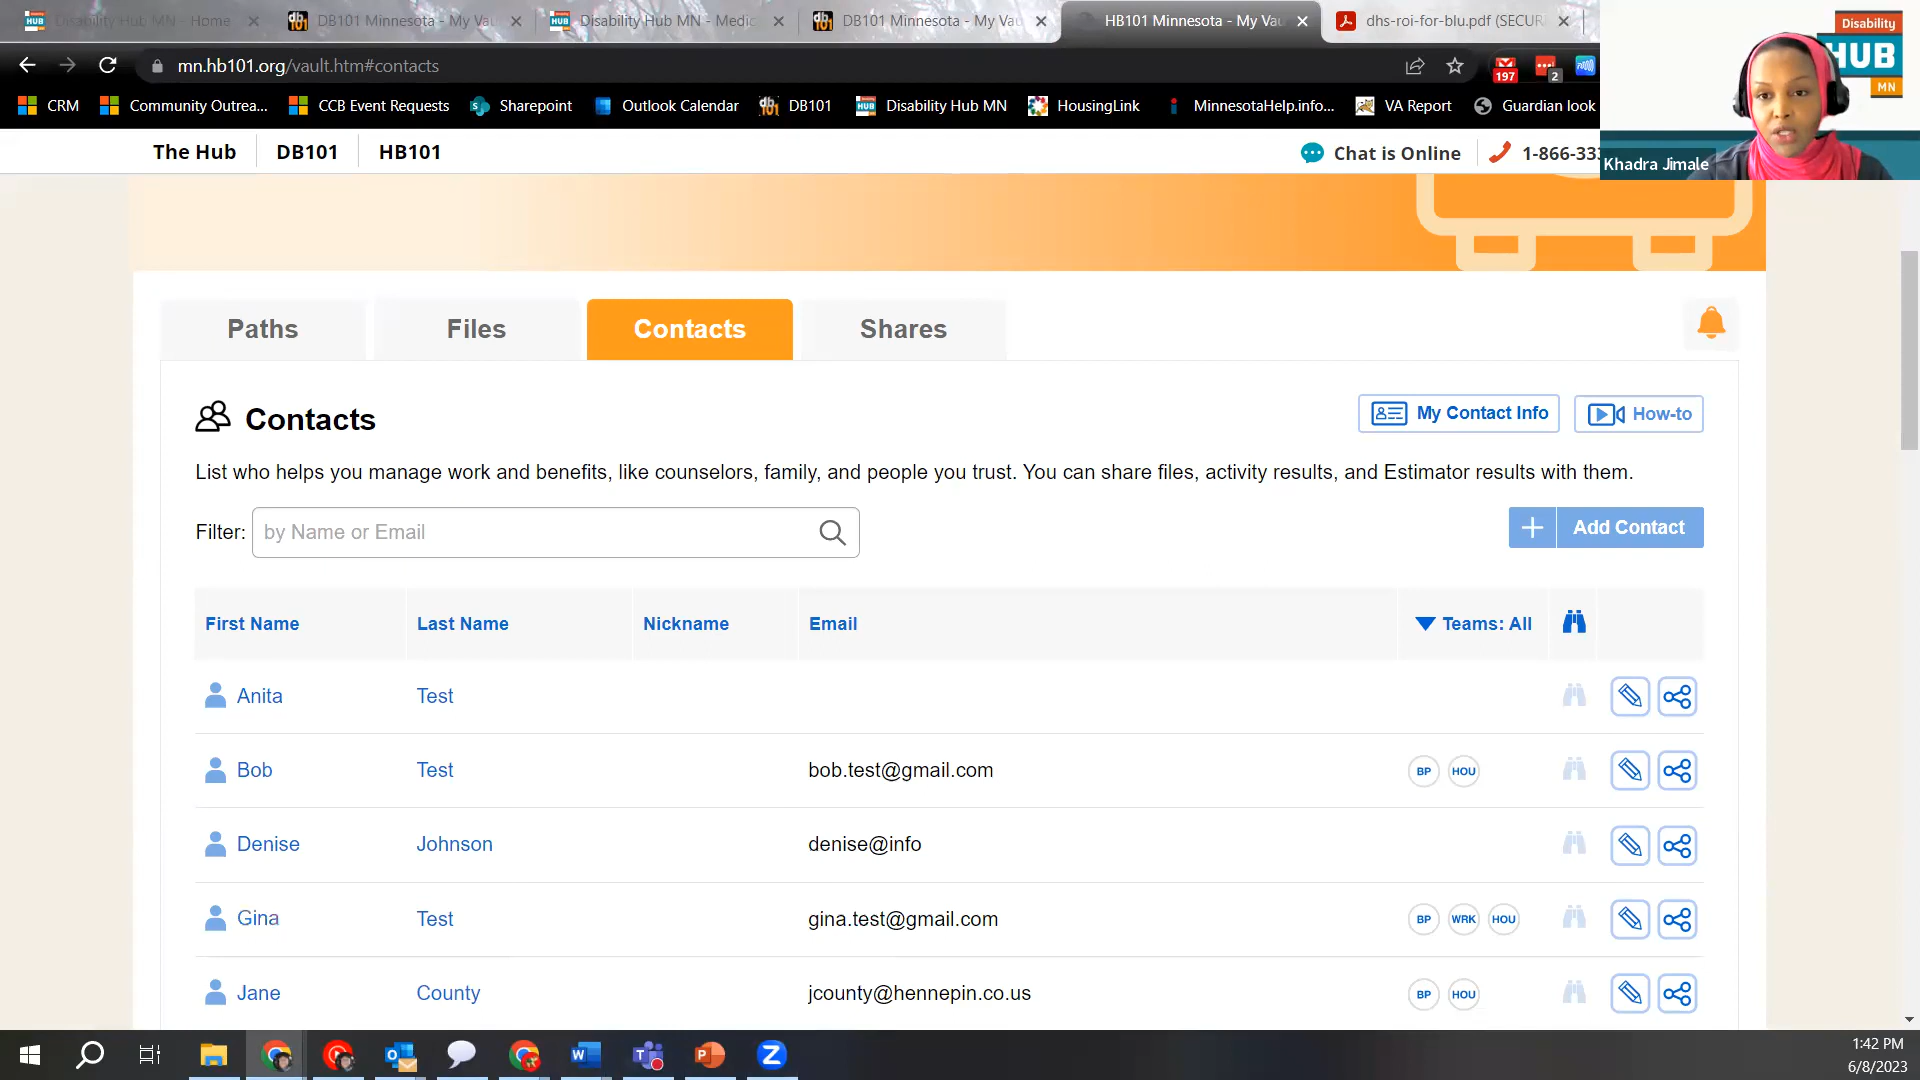 Disability Hub MN - Home
DB101 Minnesota - My Vau
Disability Hub MN - Medic
DB101 Minnesota - My Vau
HB101 Minnesota - My Vau
dhs-roi-for-blu.pdf (SECUR
mn.hb101.org/vault.htm#contacts
197
2
CRM
Community Outrea...
CCB Event Requests
Sharepoint
Outlook Calendar
DB101
Disability Hub MN
HousingLink
MinnesotaHelp.info...
VA Report
Guardian look
Disability
HUB
MN
Khadra Jimale
The Hub
DB101
HB101
Chat is Online
1-866-33
Paths
Files
Contacts
Shares
Contacts
My Contact Info
How-to
List who helps you manage work and benefits, like counselors, family, and people you trust. You can share files, activity results, and Estimator results with them.
Filter:
by Name or Email
Add Contact
First Name
Last Name
Nickname
Email
Teams: All
Anita
Test
Bob
Test
bob.test@gmail.com
BP
HOU
Denise
Johnson
denise@info
Gina
Test
gina.test@gmail.com
BP
WRK
HOU
Jane
County
jcounty@hennepin.co.us
BP
HOU
1:42 PM
6/8/2023